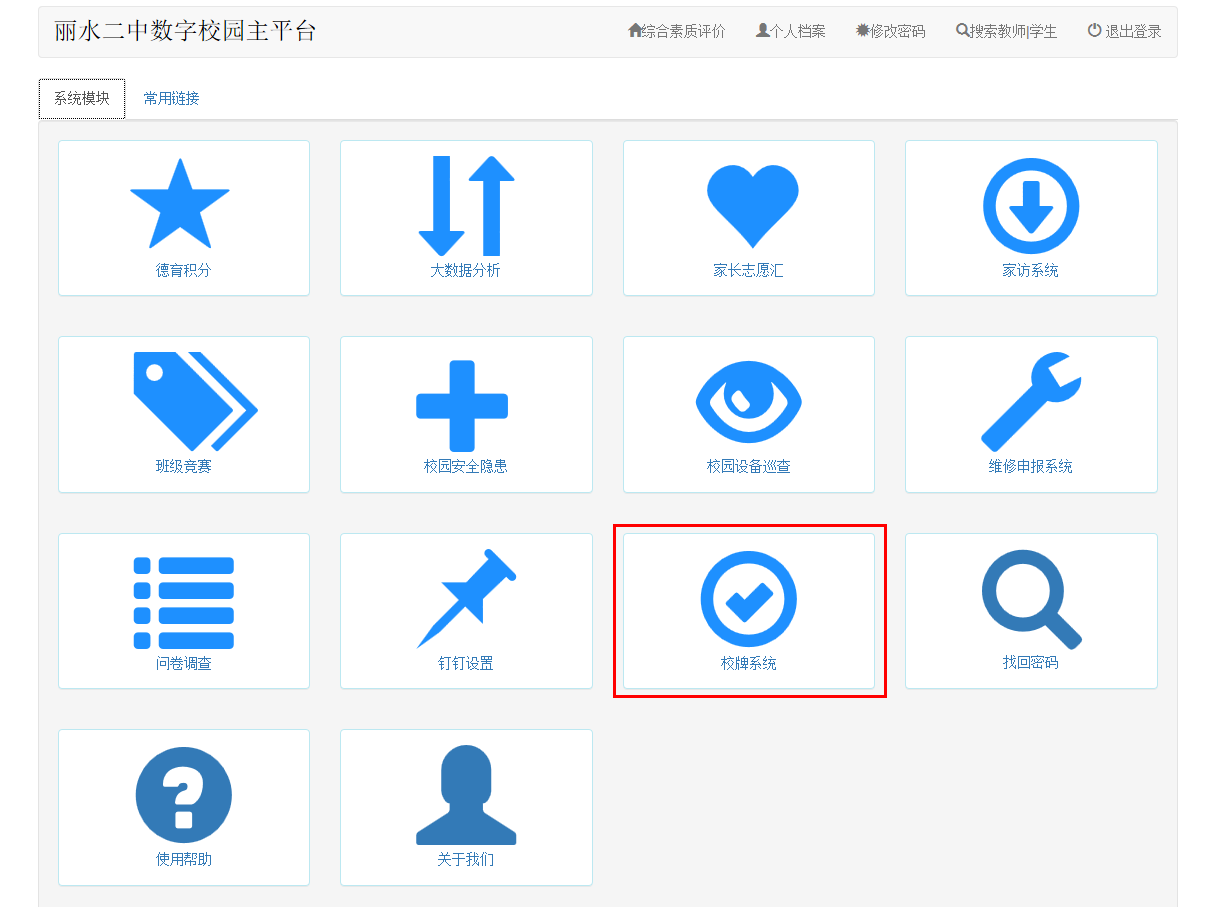 丽水二中数字校园主平台
综合素质评价 个人档案 修改密码 搜索教师|学生 退出登录
系统模块 常用链接
德育积分 大数据分析 家长志愿汇 家访系统
班级竞赛 校园安全隐患 校园设备巡查 维修申报系统
问卷调查 钉钉设置 校牌系统 找回密码
使用帮助 关于我们